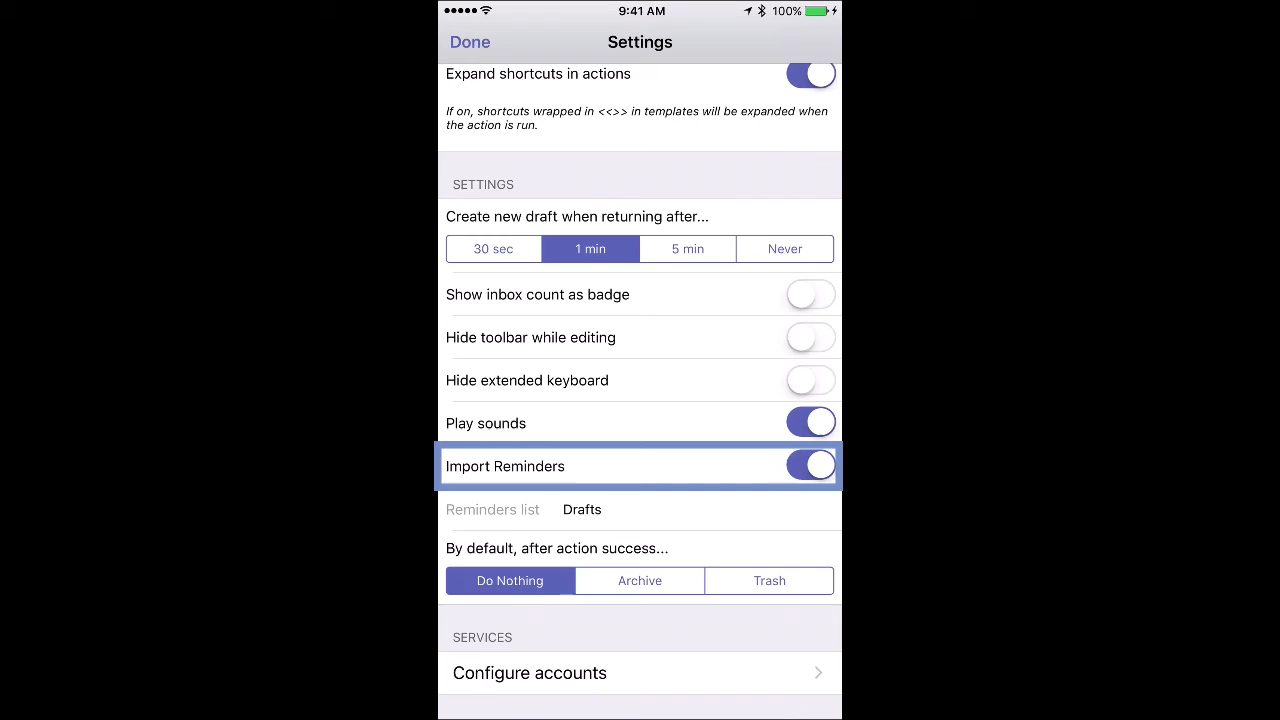 9:41 AM
100%
Done
Settings
Expand shortcuts in actions
If on, shortcuts wrapped in <<>> in templates will be expanded when
the action is run.
SETTINGS
Create new draft when returning after...
30 sec
1 min
5 min
Never
Show inbox count as badge
Hide toolbar while editing
Hide extended keyboard
Play sounds
Import Reminders
Reminders list Drafts
By default, after action success...
Do Nothing
Archive
Trash
SERVICES
Configure accounts